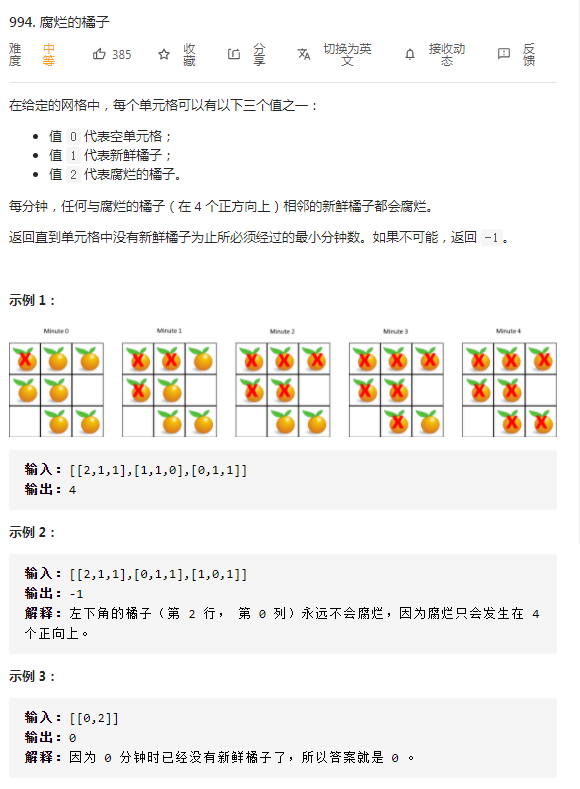 994. 腐烂的橘子
难度 中等 385 收藏 分享 切换为英文 接收动态 反馈
在给定的网格中，每个单元格可以有以下三个值之一：
值 0 代表空单元格；
值 1 代表新鲜橘子；
值 2 代表腐烂的橘子。
每分钟，任何与腐烂的橘子（在 4 个正方向上）相邻的新鲜橘子都会腐烂。
返回直到单元格中没有新鲜橘子为止所必须经过的最小分钟数。如果不可能，返回 -1。
示例 1：
Minute 0 Minute 1 Minute 2 Minute 3 Minute 4
输入：[[2,1,1],[1,1,0],[0,1,1]]
输出：4
示例 2：
输入：[[2,1,1],[0,1,1],[1,0,1]]
输出：-1
解释：左下角的橘子（第 2 行， 第 0 列）永远不会腐烂，因为腐烂只会发生在 4
个正向上。
示例 3：
输入：[[0,2]]
输出：0
解释：因为 0 分钟时已经没有新鲜橘子了，所以答案就是 0 。